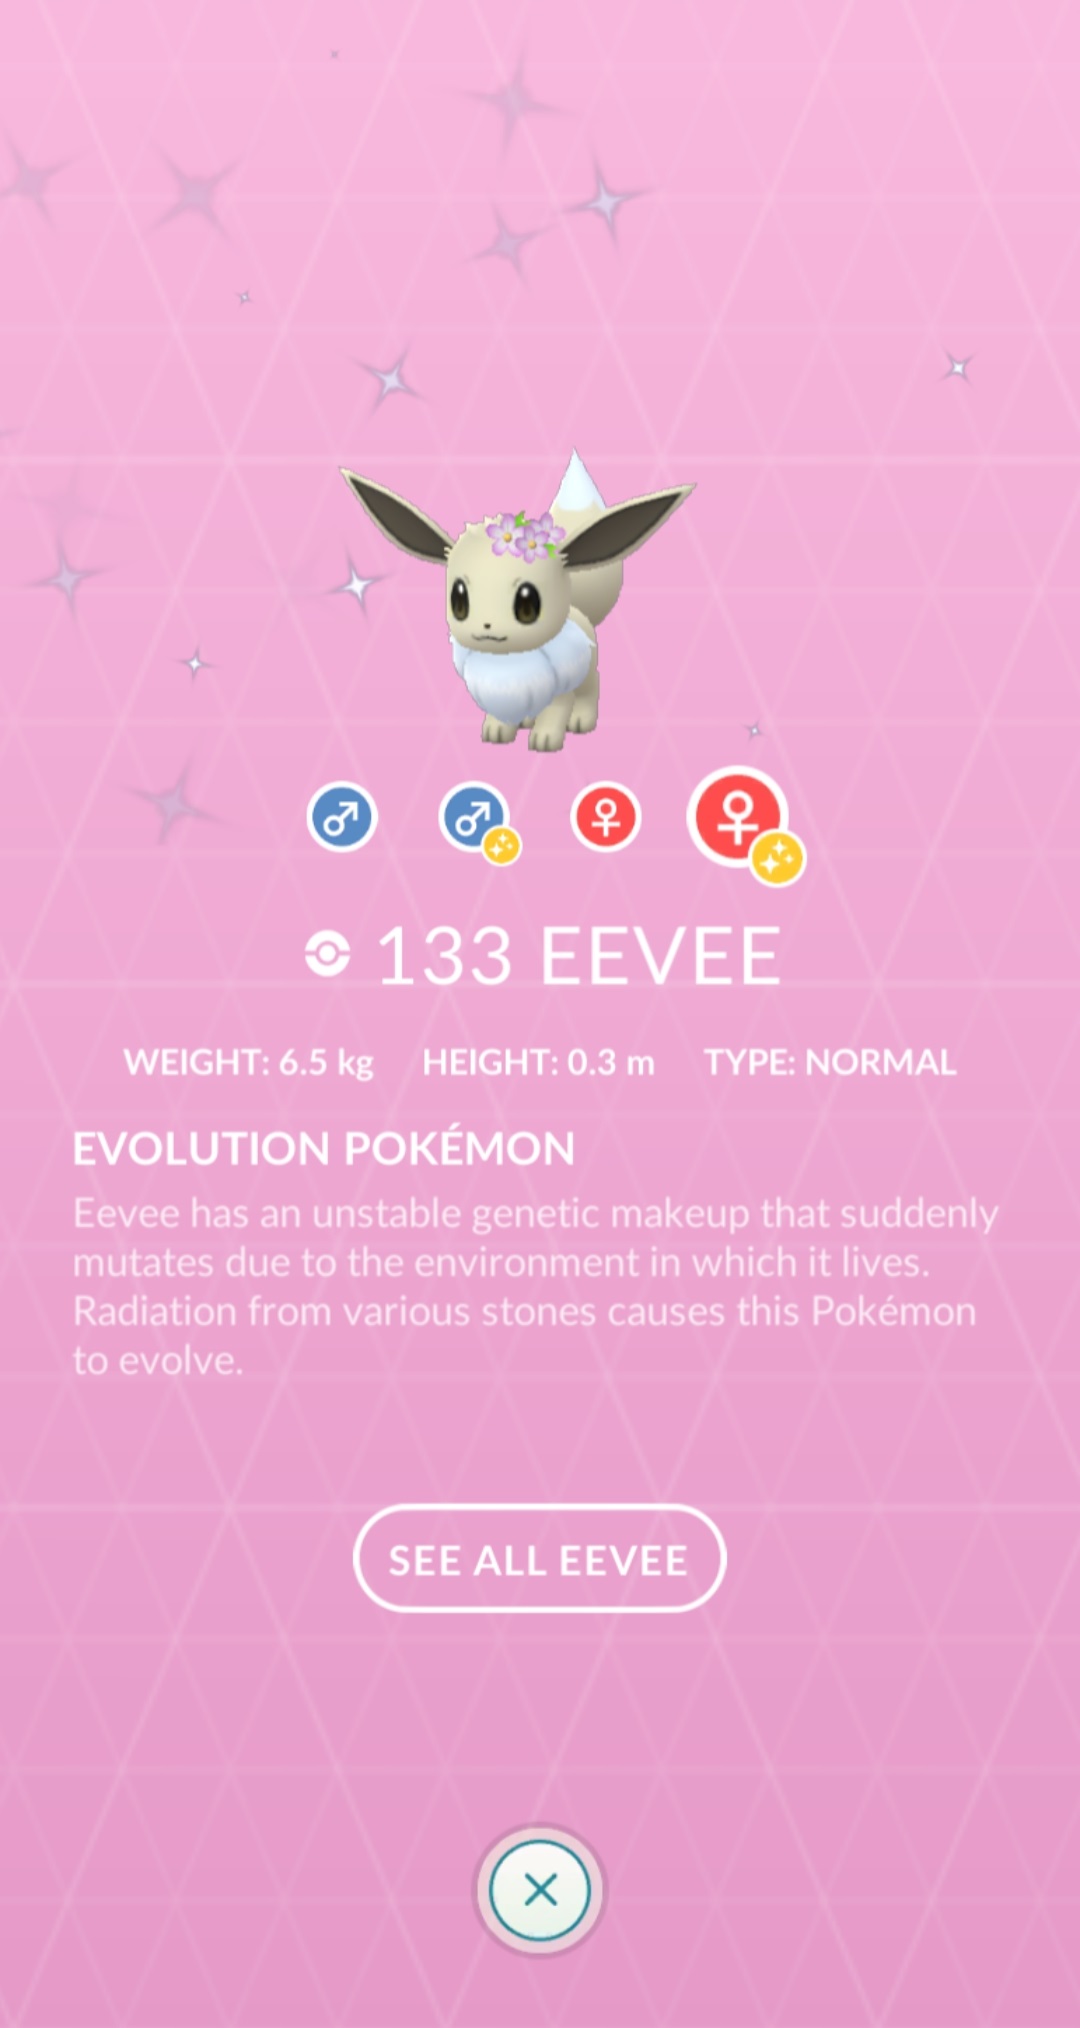 133 EEVEE
WEIGHT: 6.5 kg HEIGHT: 0.3 m TYPE: NORMAL
EVOLUTION POKÉMON
Eevee has an unstable genetic makeup that suddenly
mutates due to the environment in which it lives.
Radiation from various stones causes this Pokémon
to evolve.
SEE ALL EEVEE